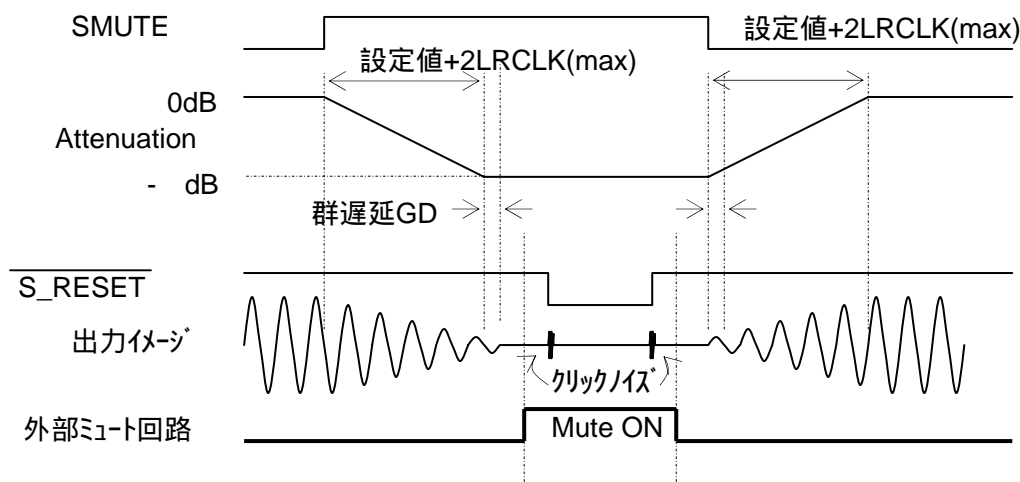 SMUTE
設定値+2LRCLK(max)
設定値+2LRCLK(max)
0dB
Attenuation
- dB
群遅延GD
S_RESET
出力ｲﾒｰｼﾞ
ｸﾘｯｸﾉｲｽﾞ
外部ﾐｭｰﾄ回路
Mute ON